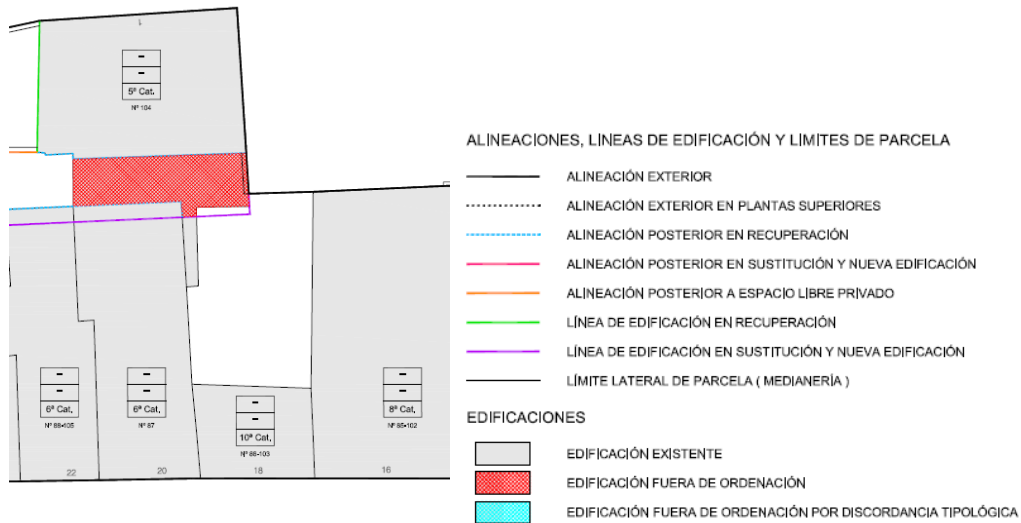 1
-
-
5ª Cat.
Nº 104
-
-
6ª Cat.
Nº 88-105
-
-
6ª Cat.
Nº 87
-
-
10ª Cat.
Nº 86-103
-
-
8ª Cat.
Nº 85-102
22
20
18
16
ALINEACIONES, LINEAS DE EDIFICACIÓN Y LIMITES DE PARCELA
ALINEACIÓN EXTERIOR
ALINEACIÓN EXTERIOR EN PLANTAS SUPERIORES
ALINEACIÓN POSTERIOR EN RECUPERACIÓN
ALINEACIÓN POSTERIOR EN SUSTITUCIÓN Y NUEVA EDIFICACIÓN
ALINEACIÓN POSTERIOR A ESPACIO LIBRE PRIVADO
LÍNEA DE EDIFICACIÓN EN RECUPERACIÓN
LÍNEA DE EDIFICACIÓN EN SUSTITUCIÓN Y NUEVA EDIFICACIÓN
LÍMITE LATERAL DE PARCELA ( MEDIANERÍA )
EDIFICACIONES
EDIFICACIÓN EXISTENTE
EDIFICACIÓN FUERA DE ORDENACIÓN
EDIFICACIÓN FUERA DE ORDENACIÓN POR DISCORDANCIA TIPOLÓGICA